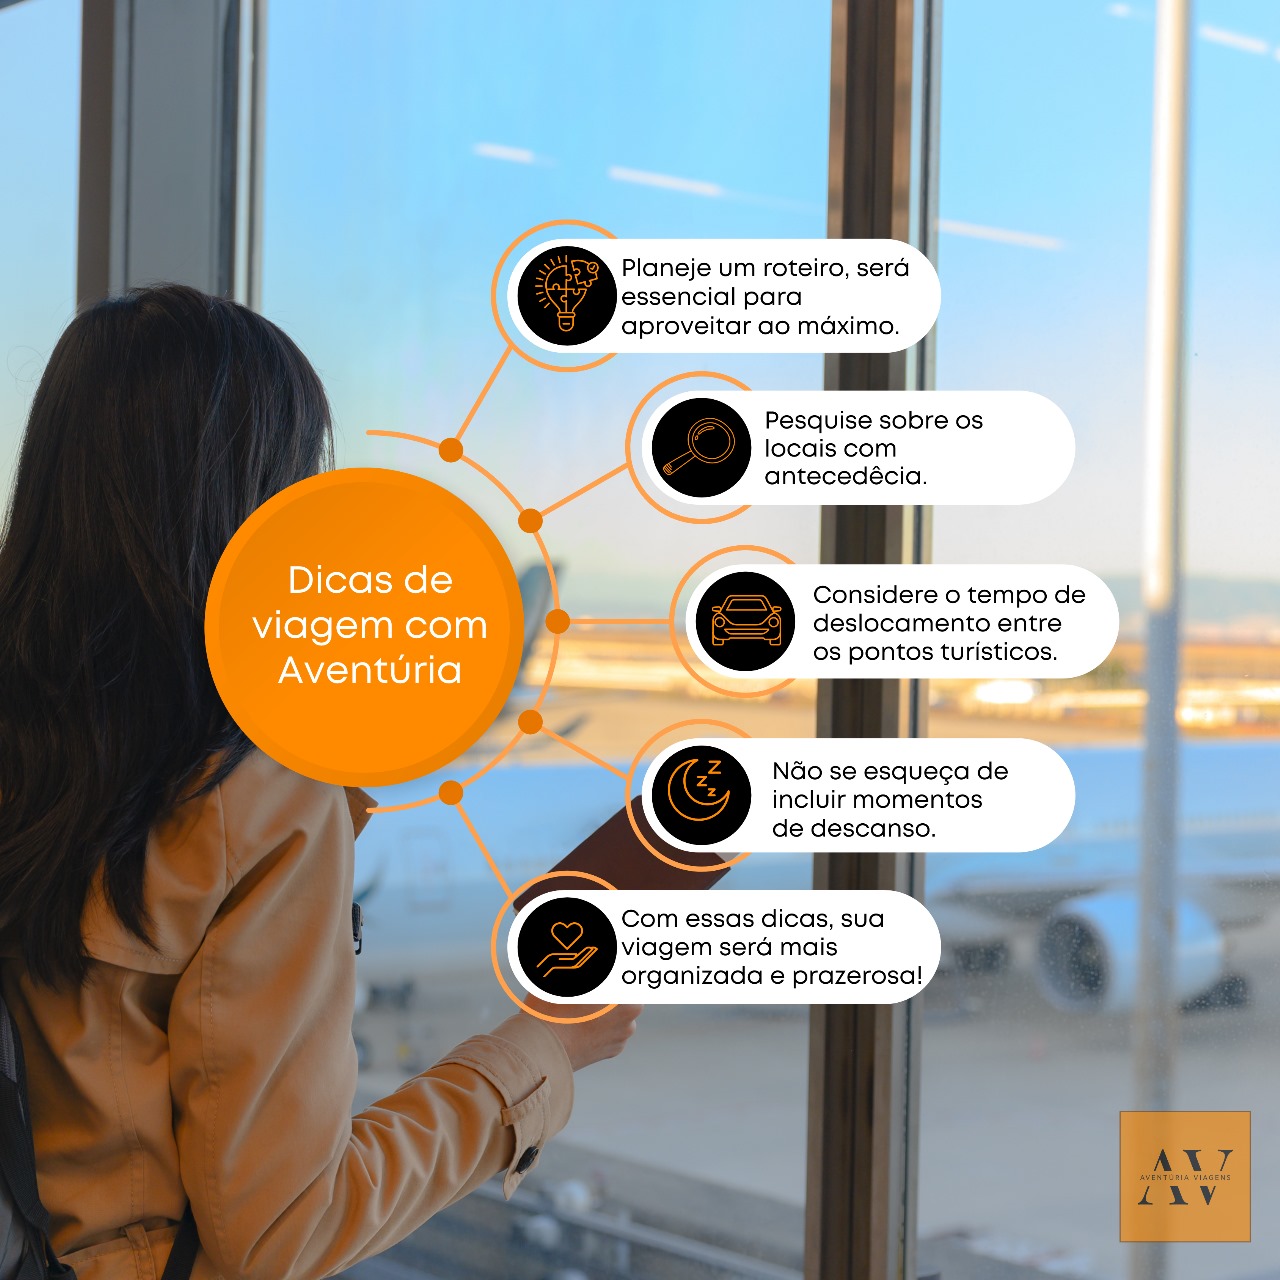 Planeje um roteiro, será
essencial para
aproveitar ao máximo.
Pesquise sobre os
locais com
antecedêcia.
Dicas de
viagem com
Aventúria
Considere o tempo de
deslocamento entre
os pontos turísticos.
Não se esqueça de
incluir momentos
de descanso.
Com essas dicas, sua
viagem será mais
organizada e prazerosa!
AV
AVENTÚRIA VIAGENS